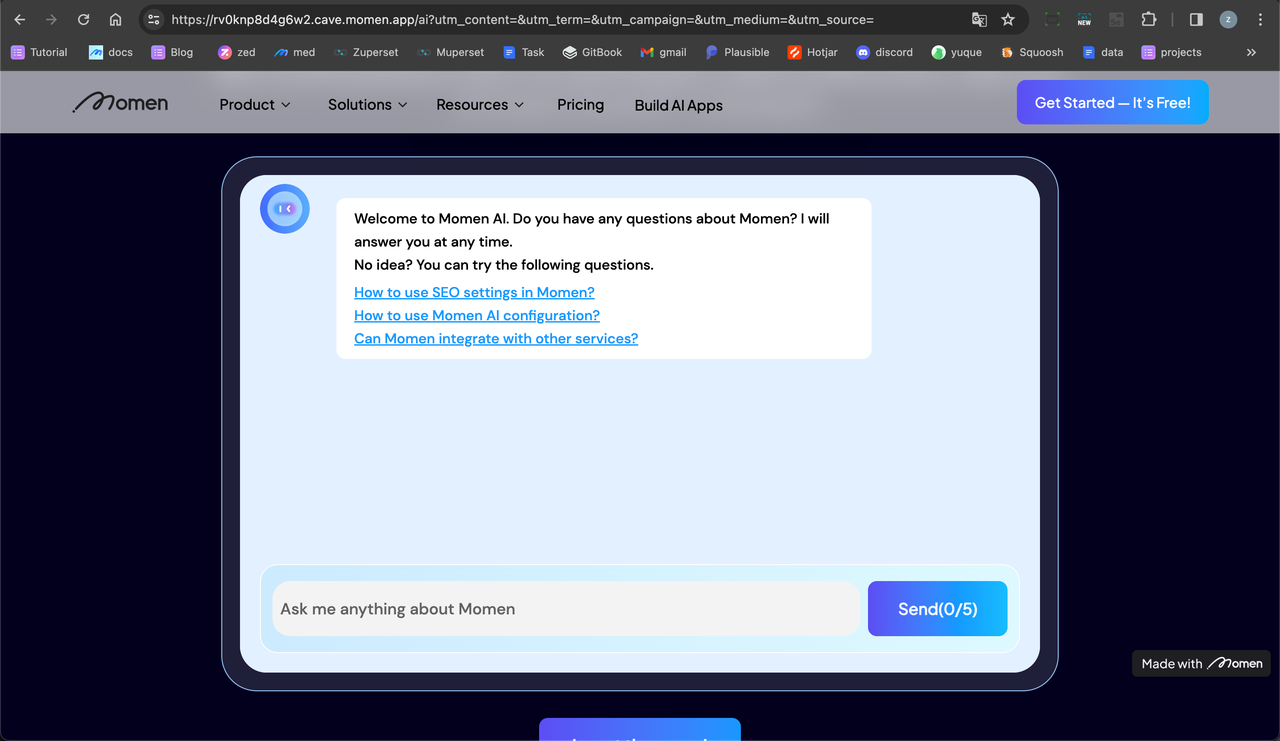 https://rv0knp8d4g6w2.cave.momen.app/ai?utm_content=&utm_term=&utm_campaign=&utm_medium=&utm_source=
NEW
z
Tutorial docs Blog zed med Zuperset Muperset Task GitBook gmail Plausible Hotjar discord yuque Squoosh data projects
Momen Product Solutions Resources Pricing Build AI Apps Get Started — It's Free!
Welcome to Momen AI. Do you have any questions about Momen? I will
answer you at any time.
No idea? You can try the following questions.
How to use SEO settings in Momen?
How to use Momen AI configuration?
Can Momen integrate with other services?
Ask me anything about Momen
Send(0/5)
Made with Momen